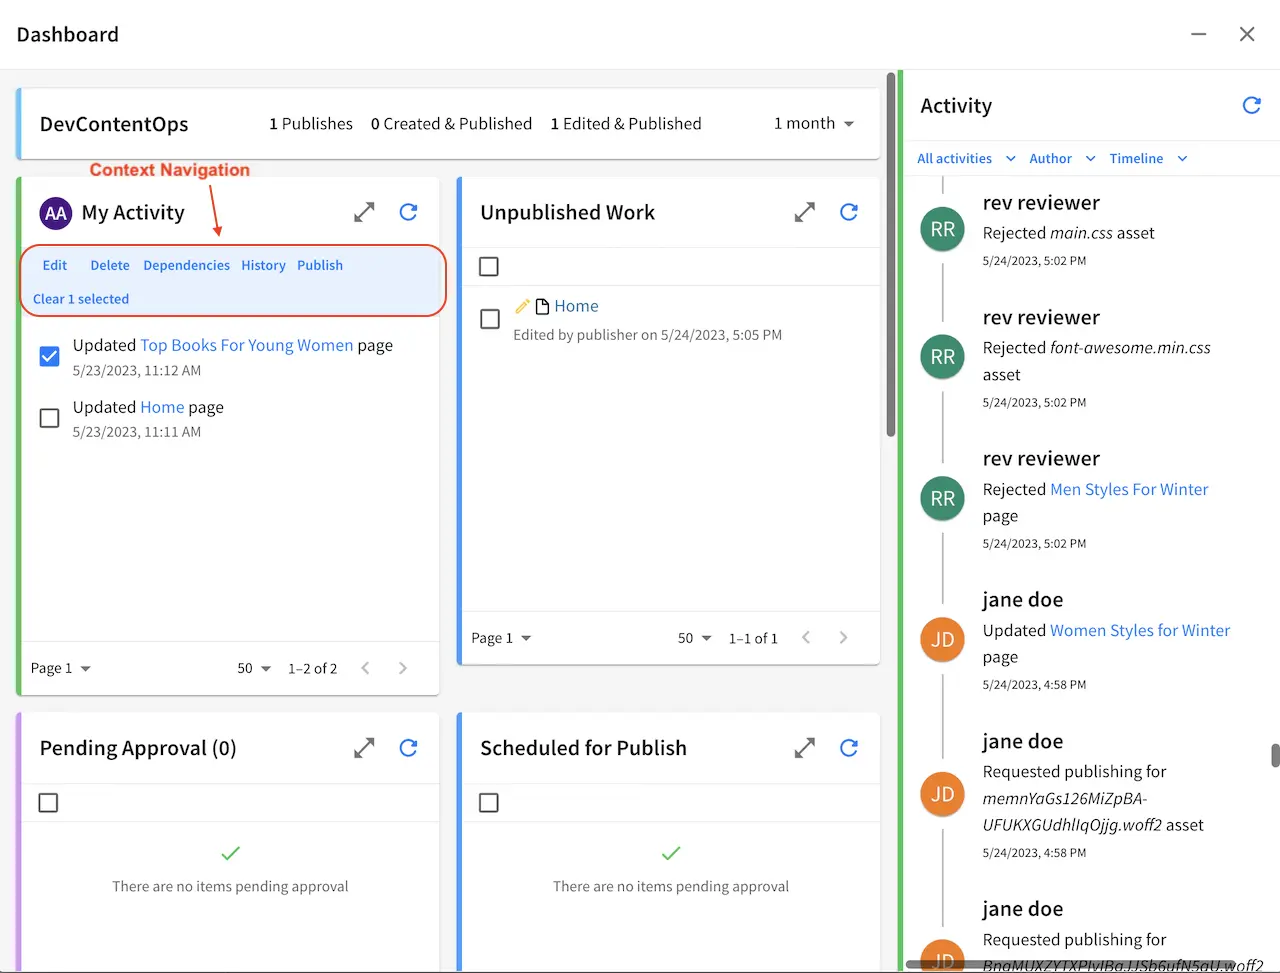 Dashboard
DevContentOps
1 Publishes 0 Created & Published 1 Edited & Published
1 month
Context Navigation
AA My Activity
Edit Delete Dependencies History Publish
Clear 1 selected
Updated Top Books For Young Women page
5/23/2023, 11:12 AM
Updated Home page
5/23/2023, 11:11 AM
Page 1 50 1–2 of 2
Unpublished Work
Home
Edited by publisher on 5/24/2023, 5:05 PM
Page 1 50 1–1 of 1
Pending Approval (0)
There are no items pending approval
Scheduled for Publish
There are no items pending approval
Activity
All activities Author Timeline
RR
rev reviewer
Rejected main.css asset
5/24/2023, 5:02 PM
RR
rev reviewer
Rejected font-awesome.min.css
asset
5/24/2023, 5:02 PM
RR
rev reviewer
Rejected Men Styles For Winter
page
5/24/2023, 5:02 PM
JD
jane doe
Updated Women Styles for Winter
page
5/24/2023, 4:58 PM
JD
jane doe
Requested publishing for
memnYaGs126MiZpBA-
UFUKXGUdhlIqOjjg.woff2 asset
5/24/2023, 4:58 PM
JD
jane doe
Requested publishing for